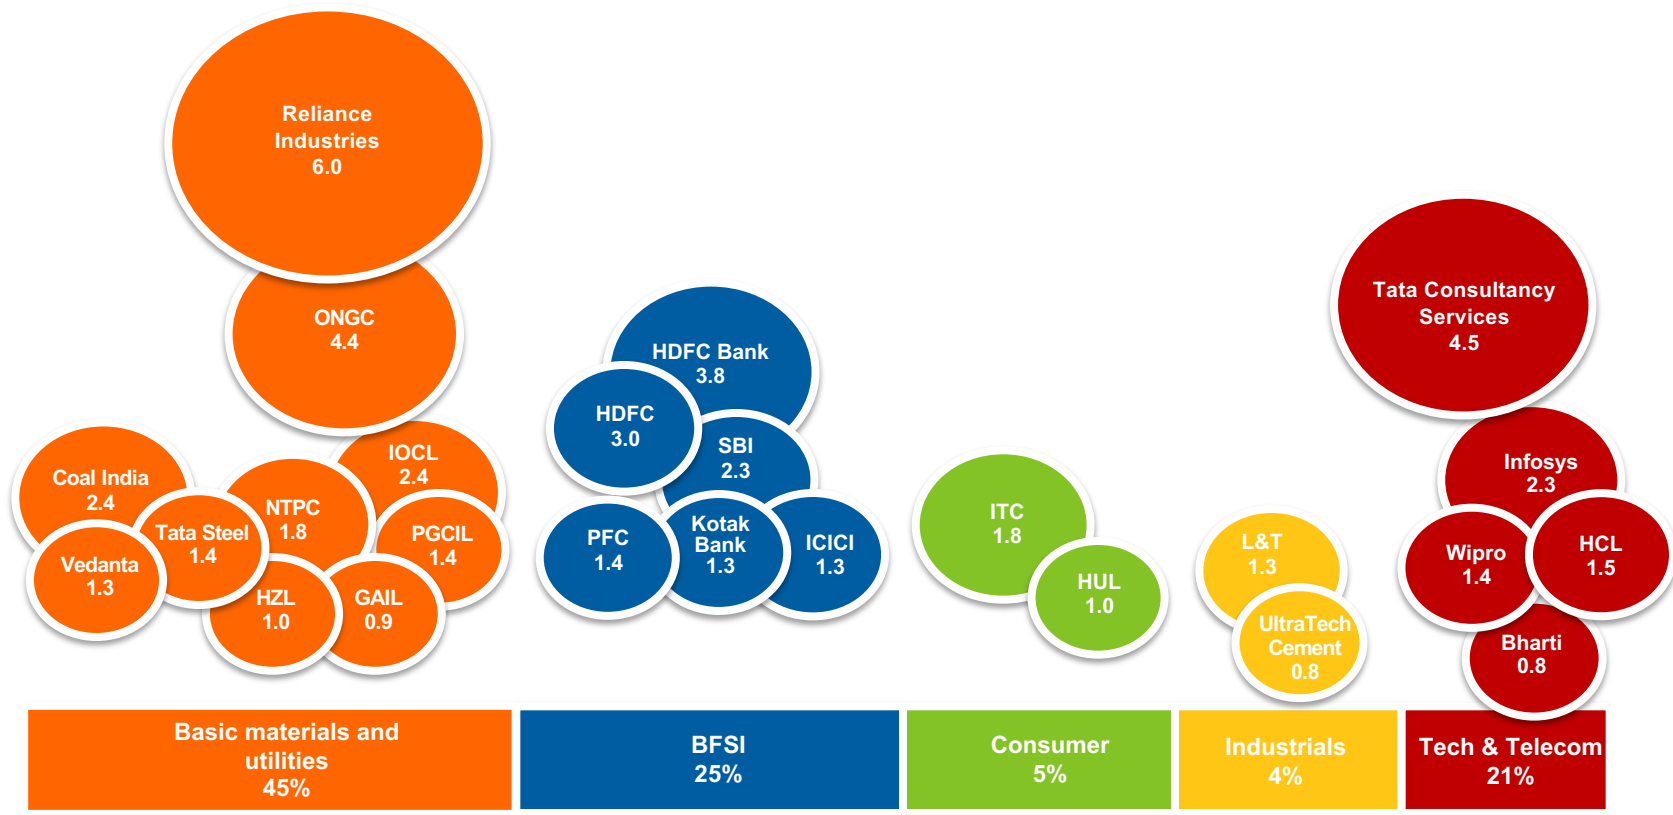 Reliance
Industries
6.0
ONGC
4.4
Coal India
2.4
Vedanta
1.3
Tata Steel
1.4
NTPC
1.8
IOCL
2.4
PGCIL
1.4
HZL
1.0
GAIL
0.9
HDFC Bank
3.8
HDFC
3.0
SBI
2.3
PFC
1.4
Kotak
Bank
1.3
ICICI
1.3
ITC
1.8
HUL
1.0
L&T
1.3
UltraTech
Cement
0.8
Tata Consultancy
Services
4.5
Infosys
2.3
Wipro
1.4
HCL
1.5
Bharti
0.8
Basic materials and
utilities
45%
BFSI
25%
Consumer
5%
Industrials
4%
Tech & Telecom
21%